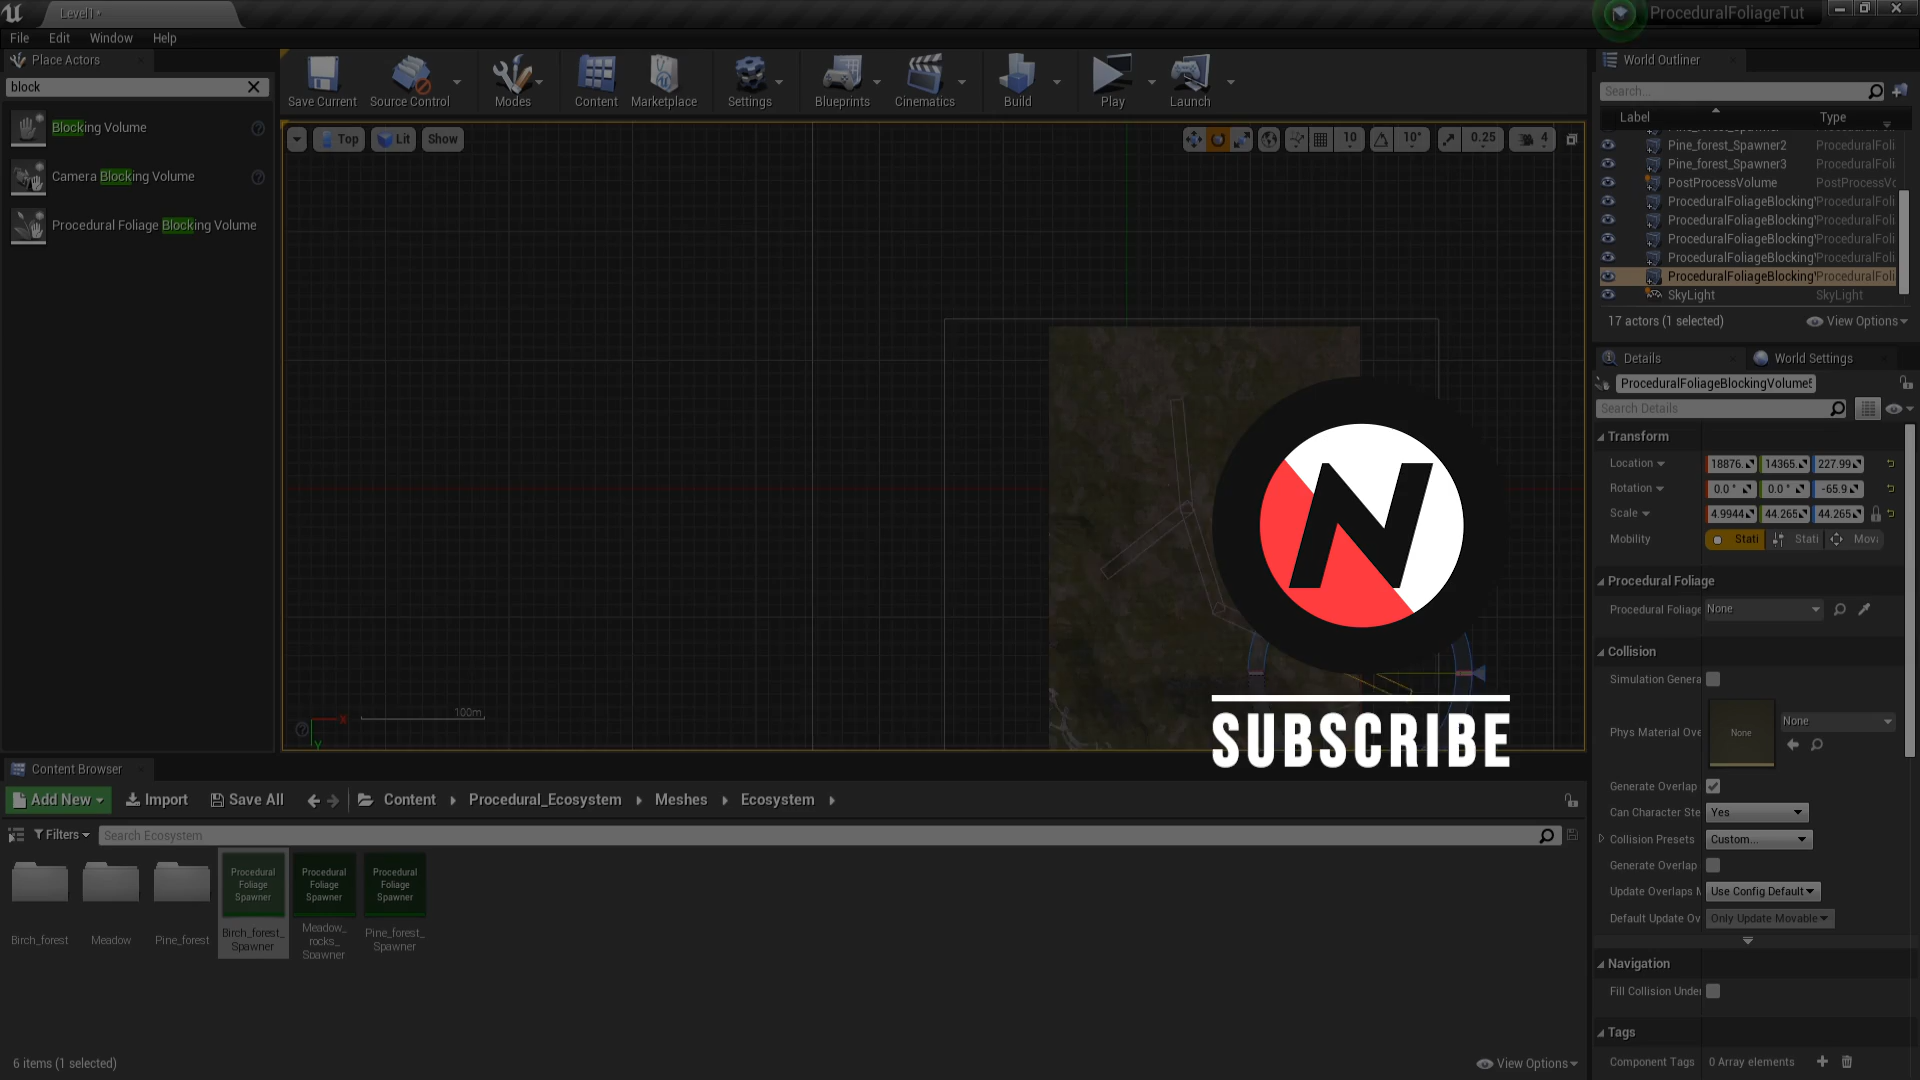 Level1*
ProceduralFoliageTut
File Edit Window Help
Place Actors
block
Blocking Volume
Camera Blocking Volume
Procedural Foliage Blocking Volume
Save Current
Source Control
Modes
Content
Marketplace
Settings
Blueprints
Cinematics
Build
Play
Launch
Top
Lit
Show
10
10°
0.25
4
100m
X
Y
N
SUBSCRIBE
World Outliner
Search...
Label Type
Pine_forest_Spawner2 ProceduralFoli
Pine_forest_Spawner3 ProceduralFoli
PostProcessVolume PostProcessVc
ProceduralFoliageBlocking ProceduralFoli
ProceduralFoliageBlocking ProceduralFoli
ProceduralFoliageBlocking ProceduralFoli
ProceduralFoliageBlocking ProceduralFoli
ProceduralFoliageBlocking ProceduralFoli
SkyLight SkyLight
17 actors (1 selected)
View Options
Details
World Settings
ProceduralFoliageBlockingVolume
Search Details
Transform
Location 18876. 14365. 227.99
Rotation 0.0 ° 0.0 ° -65.9
Scale 4.9944 44.265 44.265
Mobility Stati Stati Movi
Procedural Foliage
Procedural Foliage None
Collision
Simulation Genera
Phys Material Ove None None
Generate Overlap
Can Character Ste Yes
Collision Presets Custom...
Generate Overlap
Update Overlaps M Use Config Default
Default Update Ov Only Update Movable
Navigation
Fill Collision Under
Tags
Component Tags 0 Array elements
Content Browser
Add New Import Save All Content Procedural_Ecosystem Meshes Ecosystem
Filters Search Ecosystem
Procedural
Foliage
Spawner
Procedural
Foliage
Spawner
Procedural
Foliage
Spawner
Birch_forest
Meadow
Pine_forest
Birch_forest_
Spawner
Meadow_
rocks_
Spawner
Pine_forest_
Spawner
6 items (1 selected)
View Options